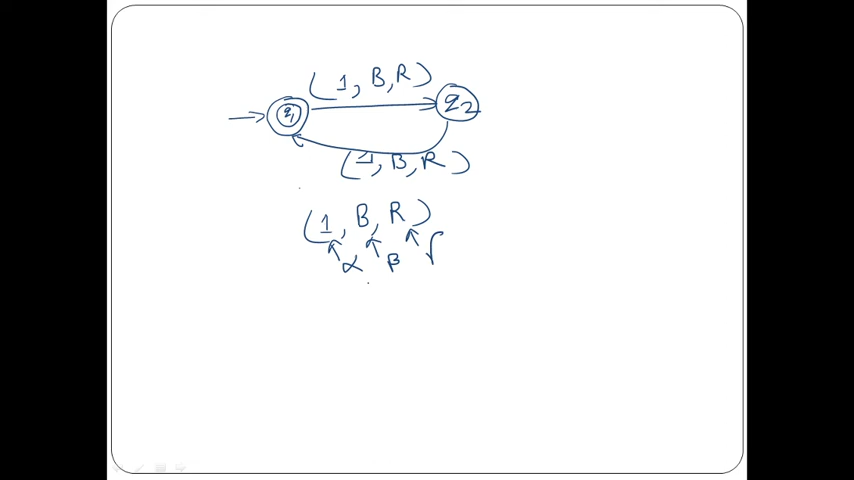 (1, B, R)
q1
q2
(1, B, R)
(1, B, R)
α β γ